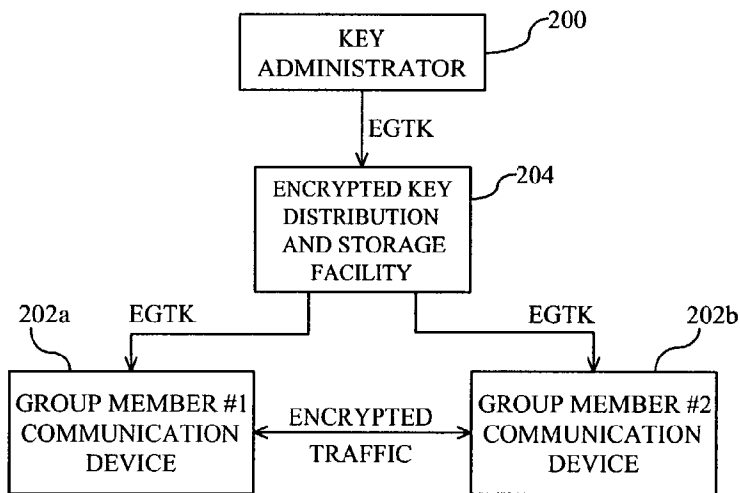 KEY
ADMINISTRATOR
200
EGTK
ENCRYPTED KEY
DISTRIBUTION
AND STORAGE
FACILITY
204
202a
EGTK
EGTK
202b
GROUP MEMBER #1
COMMUNICATION
DEVICE
ENCRYPTED
TRAFFIC
GROUP MEMBER #2
COMMUNICATION
DEVICE